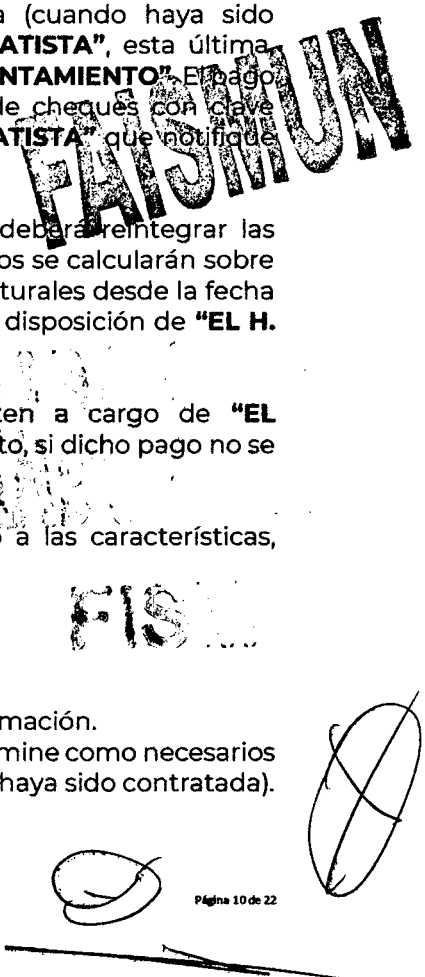 a (cuando haya sido
ATISTA", esta última,
NTAMIENTO". El pago
de cheques con clave
ATISTA" que notifique
FAISMUN
deberá reintegrar las
os se calcularán sobre
turales desde la fecha
disposición de "EL H.
ten a cargo de "EL
to, si dicho pago no se
o a las características,
FIS
mación.
mine como necesarios
haya sido contratada).
Página 10 de 22